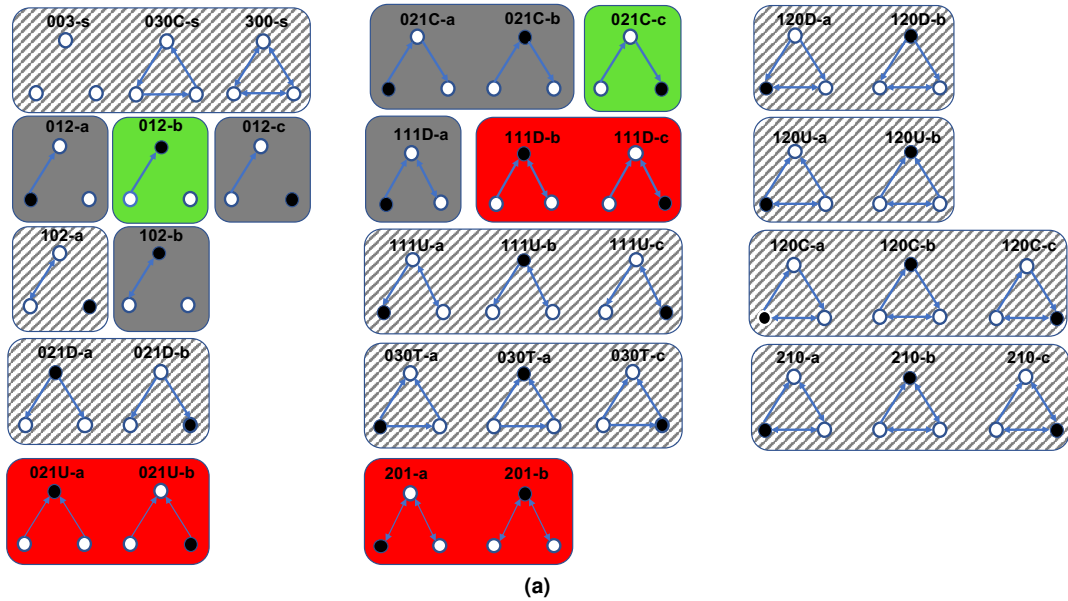 003-s 030C-s 300-s
012-a 012-b 012-c
102-a 102-b
021D-a 021D-b
021U-a 021U-b
021C-a 021C-b 021C-c
111D-a 111D-b 111D-c
111U-a 111U-b 111U-c
030T-a 030T-a 030T-c
201-a 201-b
120D-a 120D-b
120U-a 120U-b
120C-a 120C-b 120C-c
210-a 210-b 210-c
(a)